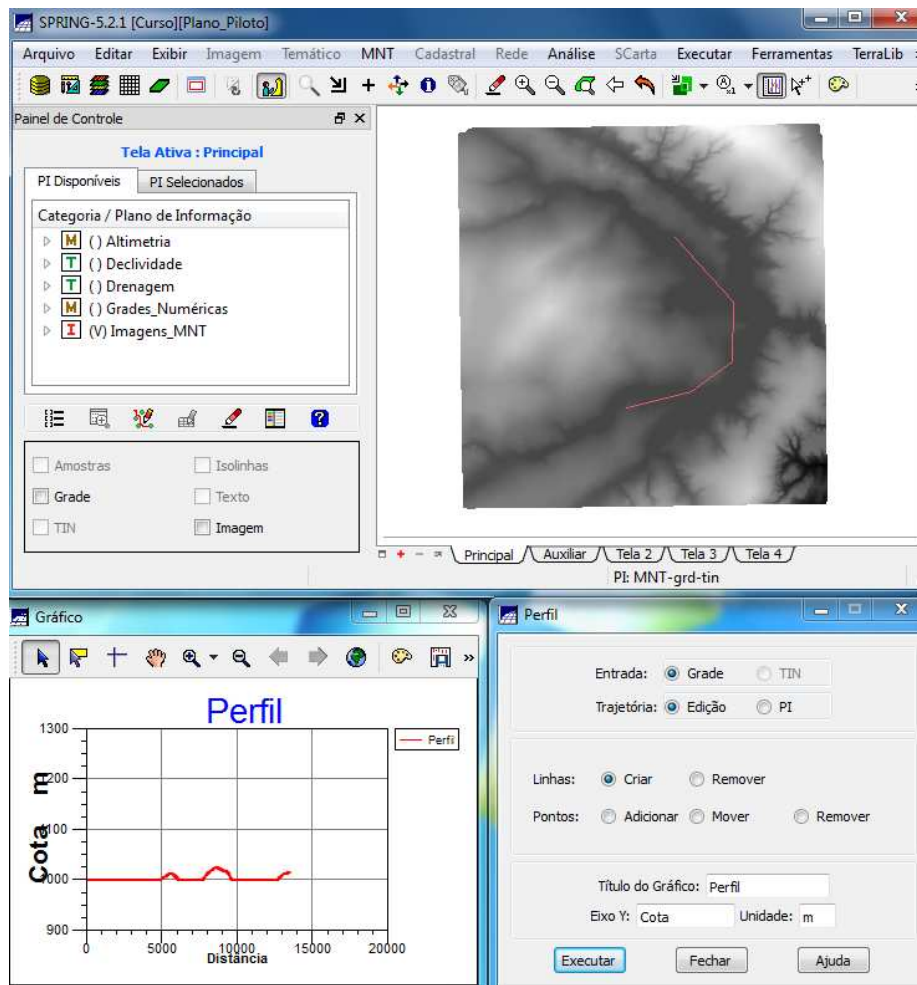 SPRING-5.2.1 [Curso][Plano_Piloto]
Arquivo Editar Exibir Imagem Temático MNT Cadastral Rede Análise SCarta Executar Ferramentas TerraLib
Painel de Controle
Tela Ativa : Principal
PI Disponíveis PI Selecionados
Categoria / Plano de Informação
M ( ) Altimetria
T ( ) Declividade
T ( ) Drenagem
M ( ) Grades_Numéricas
I (V) Imagens_MNT
Amostras Isolinhas
Grade Texto
TIN Imagem
Principal Auxiliar Tela 2 Tela 3 Tela 4
PI: MNT-grd-tin
Gráfico
Perfil
1300
1200
1100
1000
900
Cota m
0 5000 10000 15000 20000
Distância
Perfil
Perfil
Entrada: Grade TIN
Trajetória: Edição PI
Linhas: Criar Remover
Pontos: Adicionar Mover Remover
Título do Gráfico: Perfil
Eixo Y: Cota Unidade: m
Executar Fechar Ajuda